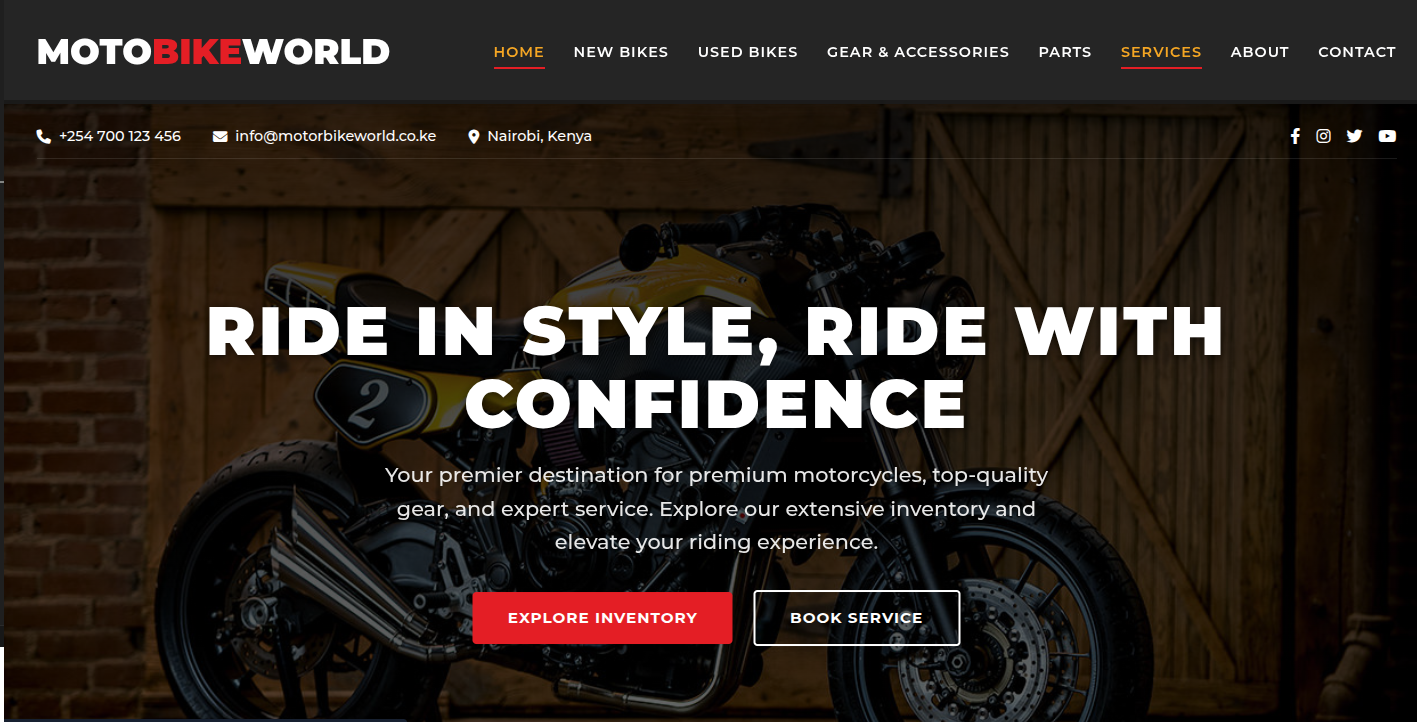 MOTOBIKEWORLD
HOME NEW BIKES USED BIKES GEAR & ACCESSORIES PARTS SERVICES ABOUT CONTACT
+254 700 123 456 info@motorbikeworld.co.ke Nairobi, Kenya
RIDE IN STYLE, RIDE WITH
CONFIDENCE
2
Your premier destination for premium motorcycles, top-quality
gear, and expert service. Explore our extensive inventory and
elevate your riding experience.
EXPLORE INVENTORY BOOK SERVICE